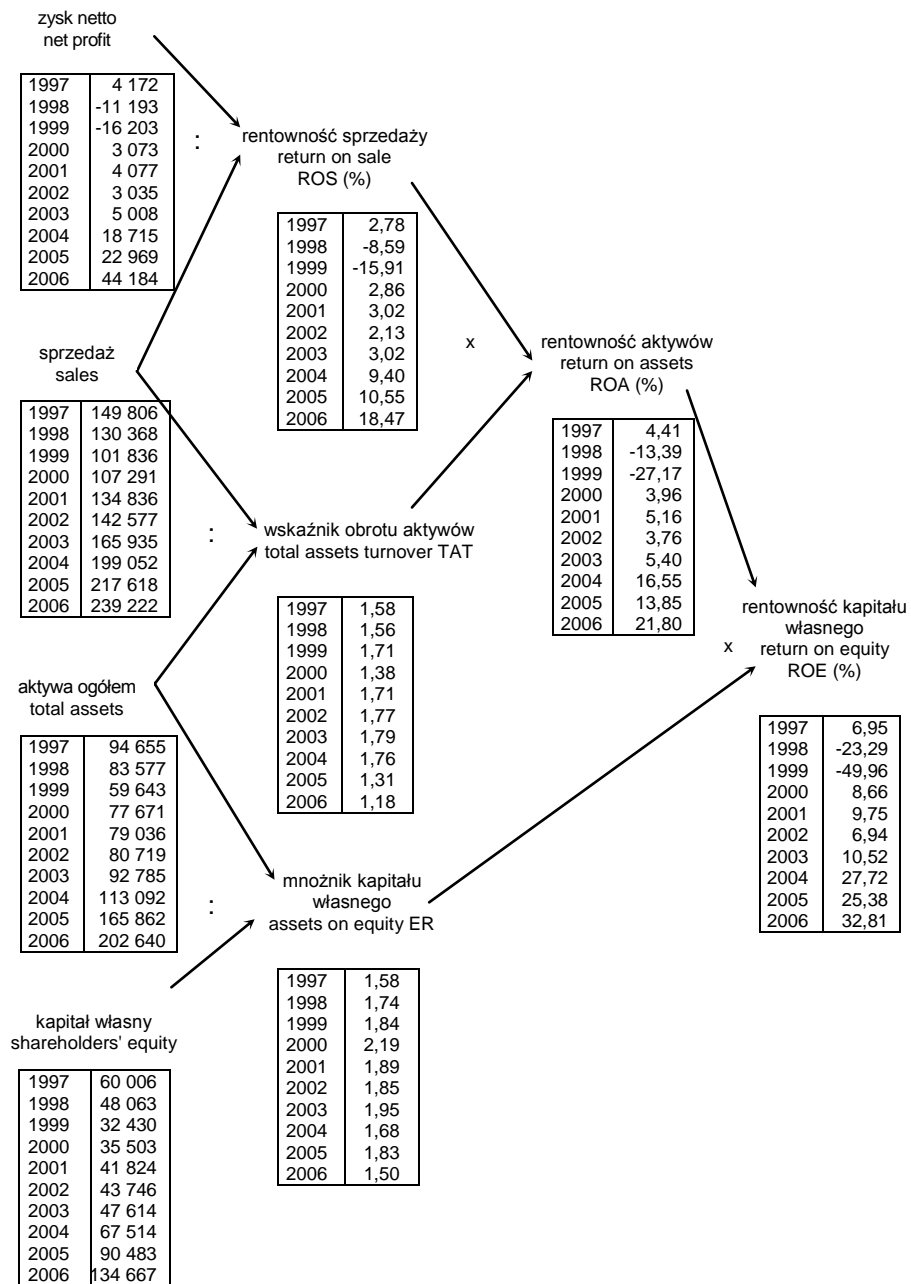 zysk netto
net profit
1997 4 172
1998 -11 193
1999 -16 203
2000 3 073
2001 4 077
2002 3 035
2003 5 008
2004 18 715
2005 22 969
2006 44 184
:
rentowność sprzedaży
return on sale
ROS (%)
1997 2,78
1998 -8,59
1999 -15,91
2000 2,86
2001 3,02
2002 2,13
2003 3,02
2004 9,40
2005 10,55
2006 18,47
sprzedaż
sales
1997 149 806
1998 130 368
1999 101 836
2000 107 291
2001 134 836
2002 142 577
2003 165 935
2004 199 052
2005 217 618
2006 239 222
:
wskaźnik obrotu aktywów
total assets turnover TAT
1997 1,58
1998 1,56
1999 1,71
2000 1,38
2001 1,71
2002 1,77
2003 1,79
2004 1,76
2005 1,31
2006 1,18
x
rentowność aktywów
return on assets
ROA (%)
1997 4,41
1998 -13,39
1999 -27,17
2000 3,96
2001 5,16
2002 3,76
2003 5,40
2004 16,55
2005 13,85
2006 21,80
aktywa ogółem
total assets
1997 94 655
1998 83 577
1999 59 643
2000 77 671
2001 79 036
2002 80 719
2003 92 785
2004 113 092
2005 165 862
2006 202 640
:
mnożnik kapitału
własnego
assets on equity ER
1997 1,58
1998 1,74
1999 1,84
2000 2,19
2001 1,89
2002 1,85
2003 1,95
2004 1,68
2005 1,83
2006 1,50
x
rentowność kapitału
własnego
return on equity
ROE (%)
1997 6,95
1998 -23,29
1999 -49,96
2000 8,66
2001 9,75
2002 6,94
2003 10,52
2004 27,72
2005 25,38
2006 32,81
kapitał własny
shareholders' equity
1997 60 006
1998 48 063
1999 32 430
2000 35 503
2001 41 824
2002 43 746
2003 47 614
2004 67 514
2005 90 483
2006 134 667